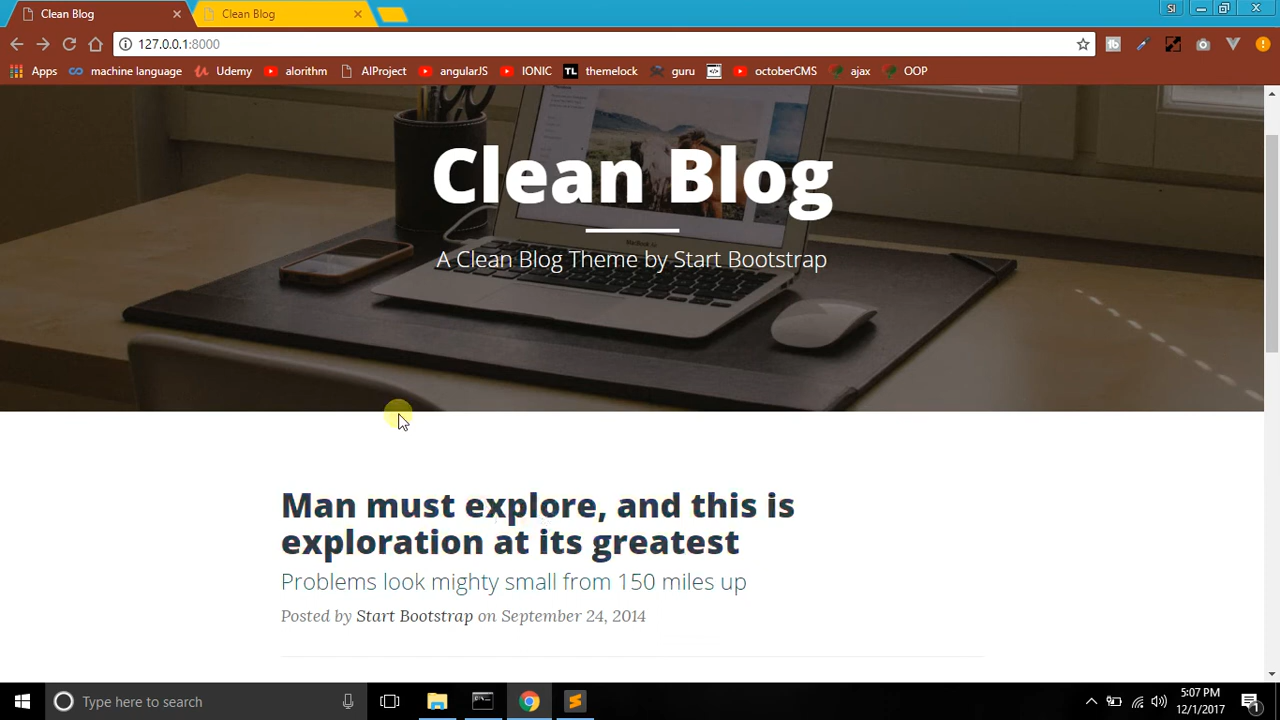 Clean Blog
Clean Blog
SI
127.0.0.1:8000
Apps
machine language
Udemy
alorithm
AIProject
angularJS
IONIC
TL themelock
guru
octoberCMS
ajax
OOP
Clean Blog
A Clean Blog Theme by Start Bootstrap
Man must explore, and this is
exploration at its greatest
Problems look mighty small from 150 miles up
Posted by Start Bootstrap on September 24, 2014
Type here to search
5:07 PM
12/1/2017